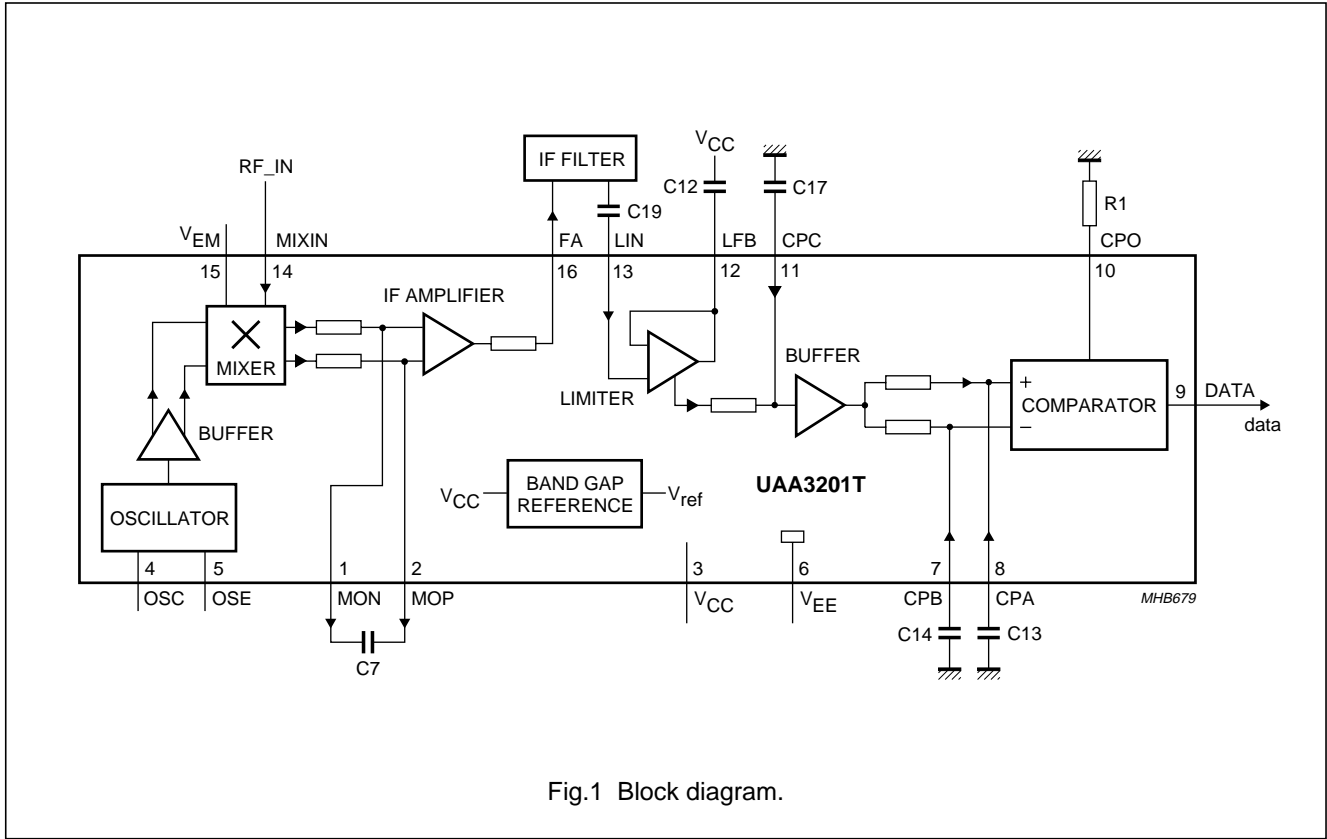 VCC
IF FILTER
RF_IN
C12
C17
C19
R1
VEM
MIXIN
FA
LIN
LFB
CPC
CPO
15
14
16
13
12
11
10
IF AMPLIFIER
MIXER
BUFFER
LIMITER
BUFFER
+
COMPARATOR
−
9
DATA
data
OSCILLATOR
VCC
BAND GAP
REFERENCE
Vref
UAA3201T
4
5
1
2
3
6
7
8
OSC
OSE
MON
MOP
VCC
VEE
CPB
CPA
MHB679
C7
C14
C13
Fig.1 Block diagram.